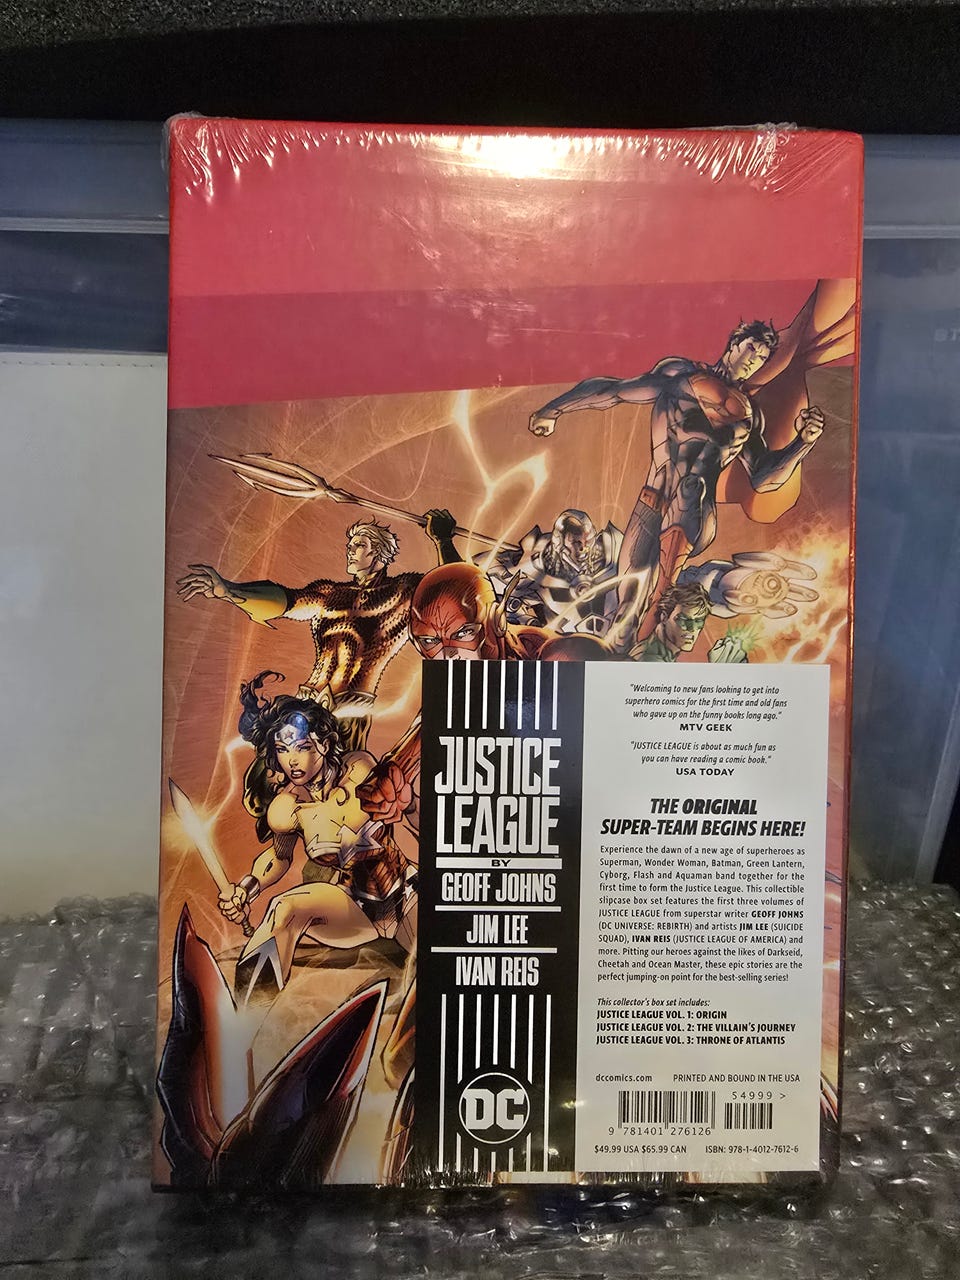 JUSTICE
LEAGUE
BY
GEOFF JOHNS
JIM LEE
IVAN REIS
DC
"Welcoming to new fans looking to get into
superhero comics for the first time and old fans
who gave up on the funny books long ago."
MTV GEEK
"JUSTICE LEAGUE is about as much fun as
you can have reading a comic book."
USA TODAY
THE ORIGINAL
SUPER-TEAM BEGINS HERE!
Experience the dawn of a new age of superheroes as
Superman, Wonder Woman, Batman, Green Lantern,
Cyborg, Flash and Aquaman band together for the
first time to form the Justice League. This collectible
slipcase box set features the first three volumes of
JUSTICE LEAGUE from superstar writer GEOFF JOHNS
(DC UNIVERSE: REBIRTH) and artists JIM LEE (SUICIDE
SQUAD), IVAN REIS (JUSTICE LEAGUE OF AMERICA) and
more. Pitting our heroes against the likes of Darkseid,
Cheetah and Ocean Master, these epic stories are the
perfect jumping-on point for the best-selling series!
This collector's box set includes:
JUSTICE LEAGUE VOL. 1: ORIGIN
JUSTICE LEAGUE VOL. 2: THE VILLAIN'S JOURNEY
JUSTICE LEAGUE VOL. 3: THRONE OF ATLANTIS
dccomics.com PRINTED AND BOUND IN THE USA
54999 >
9 781401 276126
$49.99 USA $65.99 CAN ISBN: 978-1-4012-7612-6